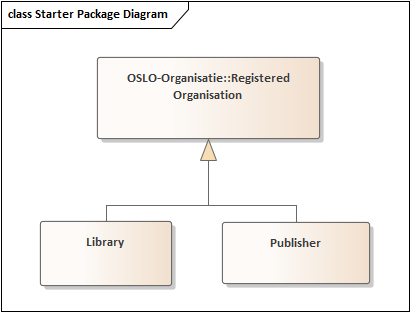 class Starter Package Diagram
OSLO-Organisatie::Registered
Organisation
Library
Publisher